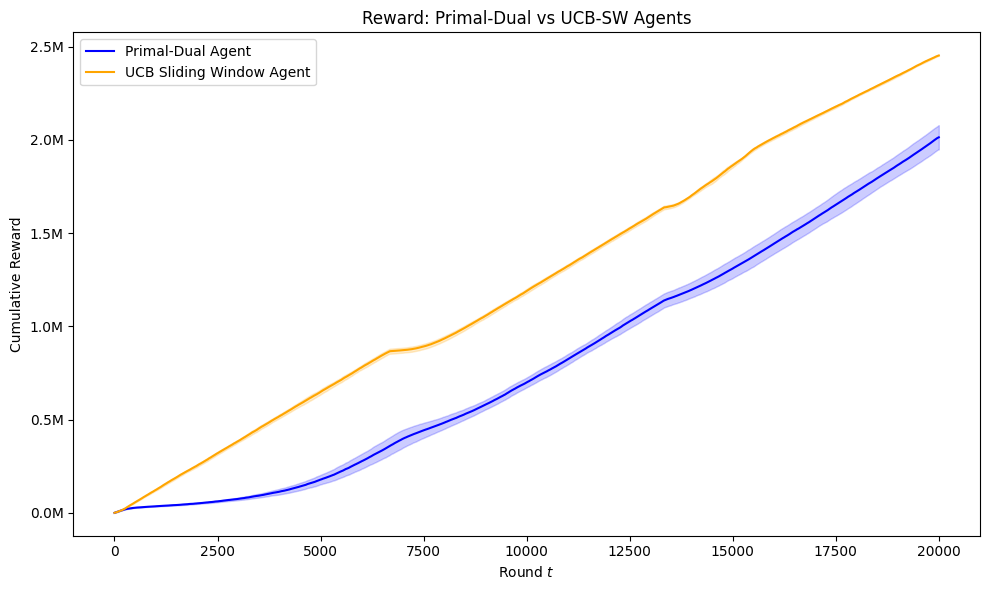 Reward: Primal-Dual vs UCB-SW Agents
Primal-Dual Agent
UCB Sliding Window Agent
Cumulative Reward
2.5M
2.0M
1.5M
1.0M
0.5M
0.0M
0 2500 5000 7500 10000 12500 15000 17500 20000
Round t